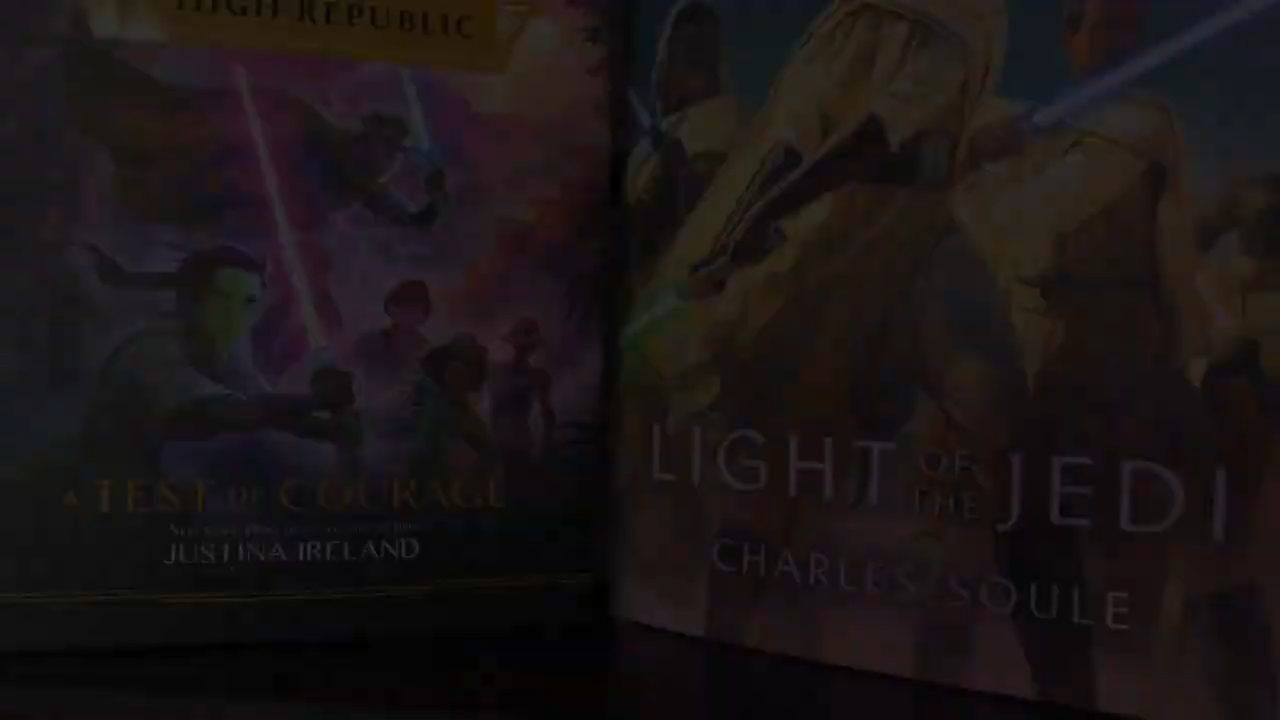 HIGH REPUBLIC
A TEST OF COURAGE
JUSTINA IRELAND
LIGHT OF THE JEDI
CHARLES SOULE